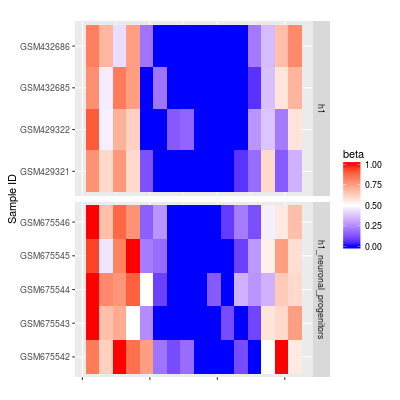 GSM432686
GSM432685
GSM429322
GSM429321
h1
GSM675546
GSM675545
GSM675544
GSM675543
GSM675542
h1_neuronal_progenitors
Sample ID
beta
1.00
0.75
0.50
0.25
0.00